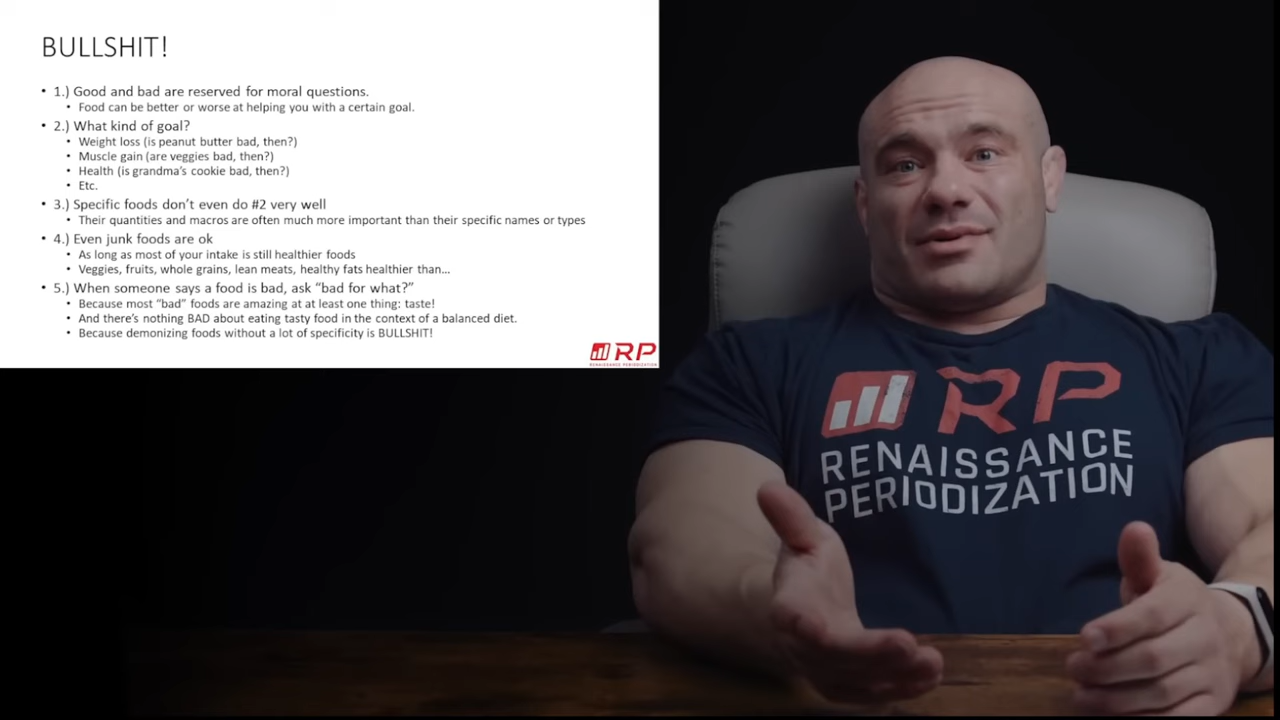 BULLSHIT!
• 1.) Good and bad are reserved for moral questions.
• Food can be better or worse at helping you with a certain goal.
• 2.) What kind of goal?
• Weight loss (is peanut butter bad, then?)
• Muscle gain (are veggies bad, then?)
• Health (is grandma's cookie bad, then?)
• Etc.
• 3.) Specific foods don't even do #2 very well
• Their quantities and macros are often much more important than their specific names or types
• 4.) Even junk foods are ok
• As long as most of your intake is still healthier foods
• Veggies, fruits, whole grains, lean meats, healthy fats healthier than…
• 5.) When someone says a food is bad, ask “bad for what?”
• Because most “bad” foods are amazing at at least one thing: taste!
• And there's nothing BAD about eating tasty food in the context of a balanced diet.
• Because demonizing foods without a lot of specificity is BULLSHIT!
RP
RENAISSANCE PERIODIZATION
RP
RENAISSANCE
PERIODIZATION